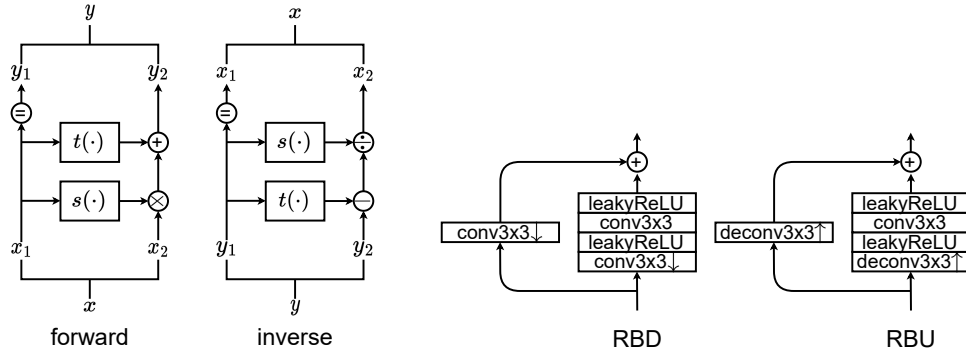 y
y₁ y₂
=
t(·) +
s(·) ×
x₁ x₂
x
forward
x
x₁ x₂
=
s(·) ÷
t(·) −
y₁ y₂
y
inverse
+
leakyReLU
conv3x3
conv3x3↓ leakyReLU
conv3x3↓
RBD
+
leakyReLU
conv3x3
deconv3x3↑ leakyReLU
deconv3x3↑
RBU